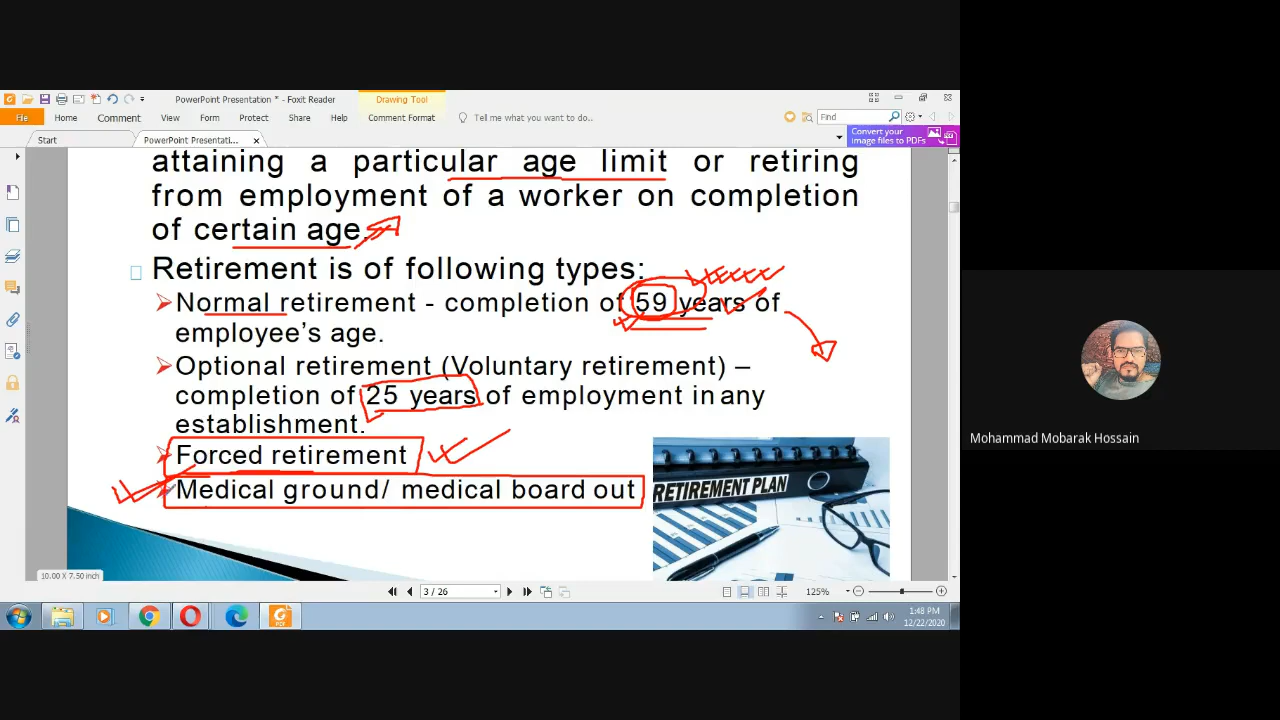 PowerPoint Presentation * - Foxit Reader
Drawing Tool
File
Home
Comment
View
Form
Protect
Share
Help
Comment Format
Tell me what you want to do..
Find
Start
PowerPoint Presentati...
Convert your
image files to PDFs
attaining a particular age limit or retiring
from employment of a worker on completion
of certain age.
Retirement is of following types:
Normal retirement - completion of 59 years of
employee's age.
Optional retirement (Voluntary retirement) –
completion of 25 years of employment in any
establishment.
Forced retirement
Medical ground/ medical board out
RETIREMENT PLAN
10.00 X 7.50 inch
3 / 26
125%
1:48 PM
12/22/2020
Mohammad Mobarak Hossain